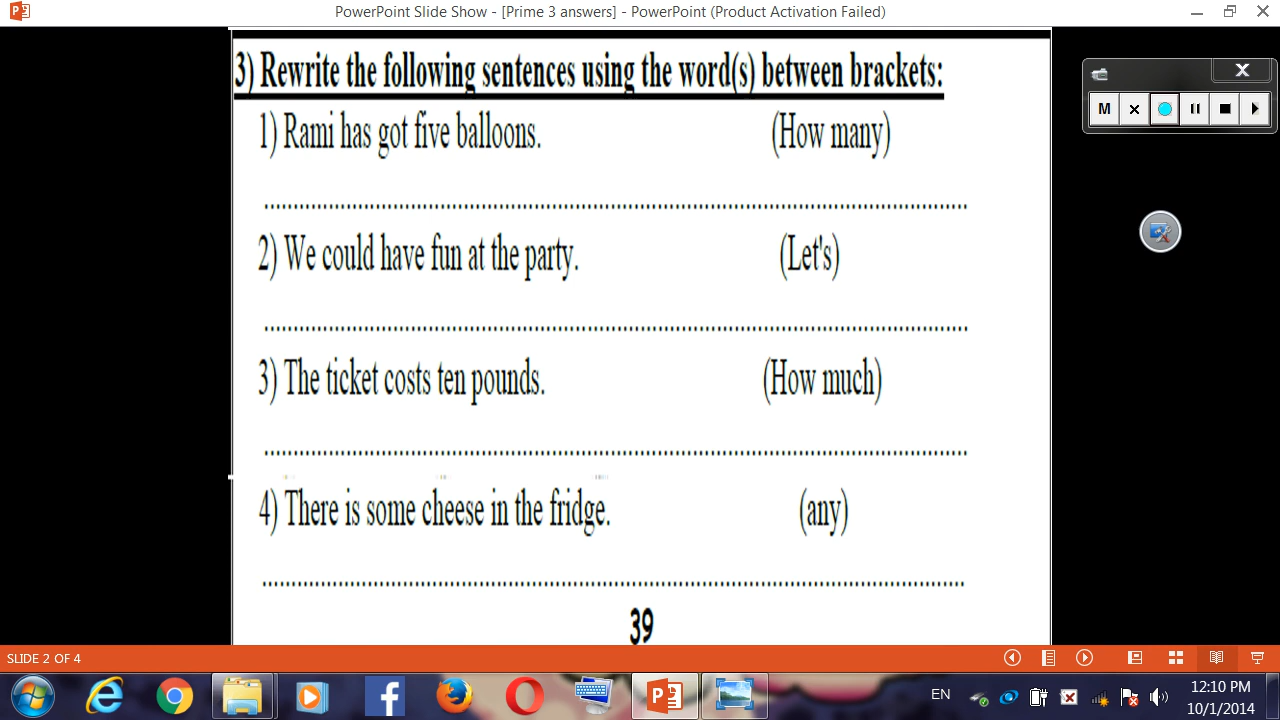 PowerPoint Slide Show - [Prime 3 answers] - PowerPoint (Product Activation Failed)
3) Rewrite the following sentences using the word(s) between brackets:
1) Rami has got five balloons. (How many)
................................................................
2) We could have fun at the party. (Let's)
................................................................
3) The ticket costs ten pounds. (How much)
................................................................
4) There is some cheese in the fridge. (any)
................................................................
39
M
SLIDE 2 OF 4
EN
12:10 PM
10/1/2014